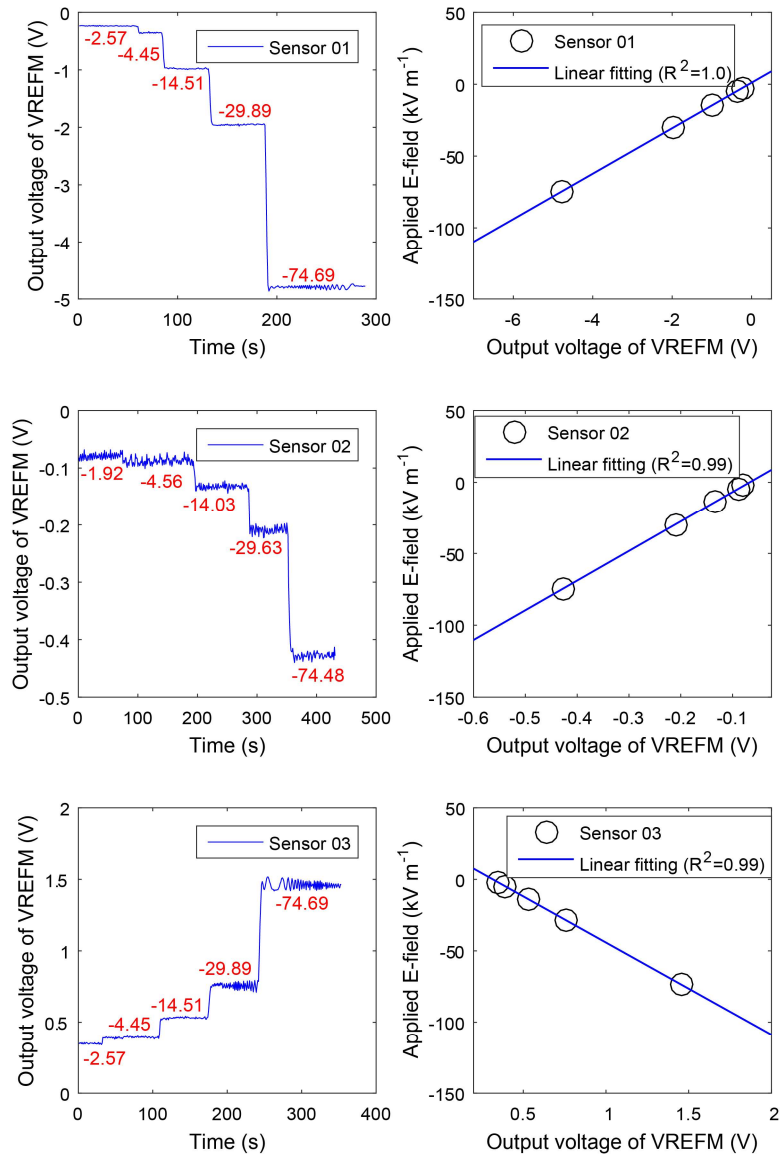 Output voltage of VREFM (V)
0
-1
-2
-3
-4
-5
Sensor 01
-2.57
-4.45
-14.51
-29.89
-74.69
0 100 200 300
Time (s)
Applied E-field (kV m⁻¹)
50
0
-50
-100
-150
Sensor 01
Linear fitting (R²=1.0)
-6 -4 -2 0
Output voltage of VREFM (V)
Output voltage of VREFM (V)
0
-0.1
-0.2
-0.3
-0.4
-0.5
Sensor 02
-1.92
-4.56
-14.03
-29.63
-74.48
0 100 200 300 400 500
Time (s)
Applied E-field (kV m⁻¹)
50
0
-50
-100
-150
Sensor 02
Linear fitting (R²=0.99)
-0.6 -0.5 -0.4 -0.3 -0.2 -0.1
Output voltage of VREFM (V)
Output voltage of VREFM (V)
2
1.5
1
0.5
0
Sensor 03
-74.69
-29.89
-14.51
-4.45
-2.57
0 100 200 300 400
Time (s)
Applied E-field (kV m⁻¹)
50
0
-50
-100
-150
Sensor 03
Linear fitting (R²=0.99)
0.5 1 1.5 2
Output voltage of VREFM (V)